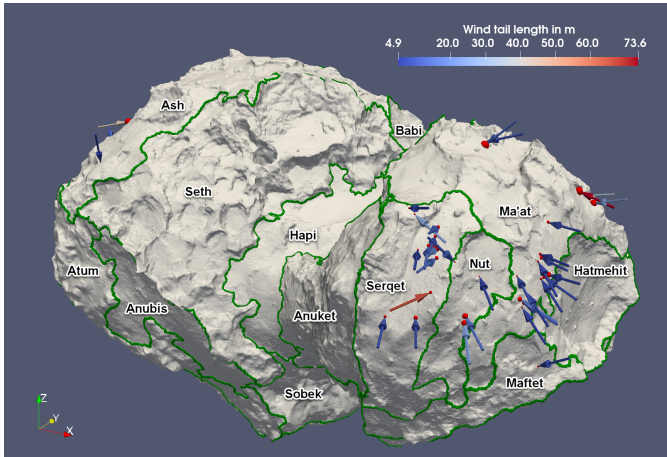 Wind tail length in m
4.9 20.0 30.0 40.0 50.0 60.0 73.6
Ash
Babi
Seth
Ma'at
Hapi
Nut
Atum
Serqet
Hatmehit
Anubis
Anuket
Maftet
Sobek
Z
Y
X